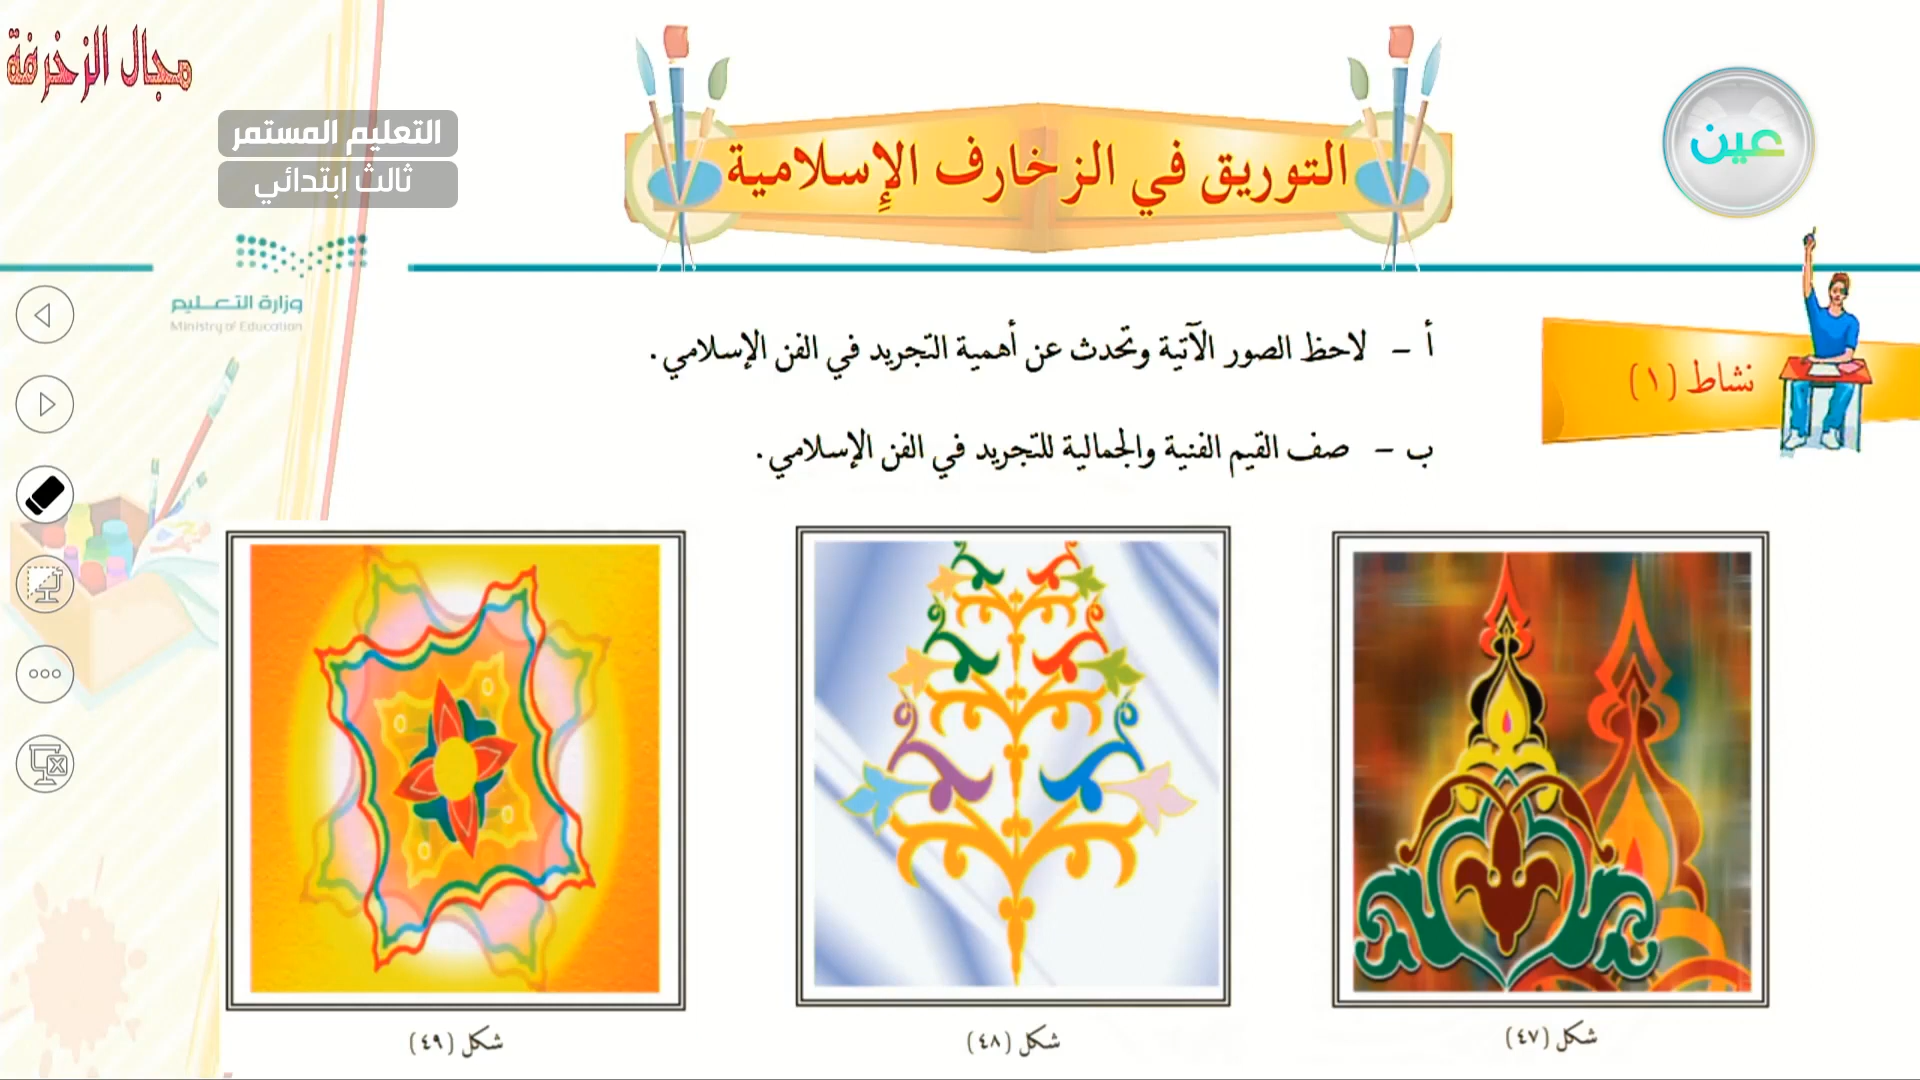 مجال الزخرفة
التعليم المستمر
ثالث ابتدائي
التوريق في الزخارف الإسلامية
عين
وزارة التعليم
Ministry of Education
نشاط (١)
أ - لاحظ الصور الآتية وتحدث عن أهمية التجريد في الفن الإسلامي.
ب - صف القيم الفنية والجمالية للتجريد في الفن الإسلامي.
شكل (٤٧)
شكل (٤٨)
شكل (٤٩)